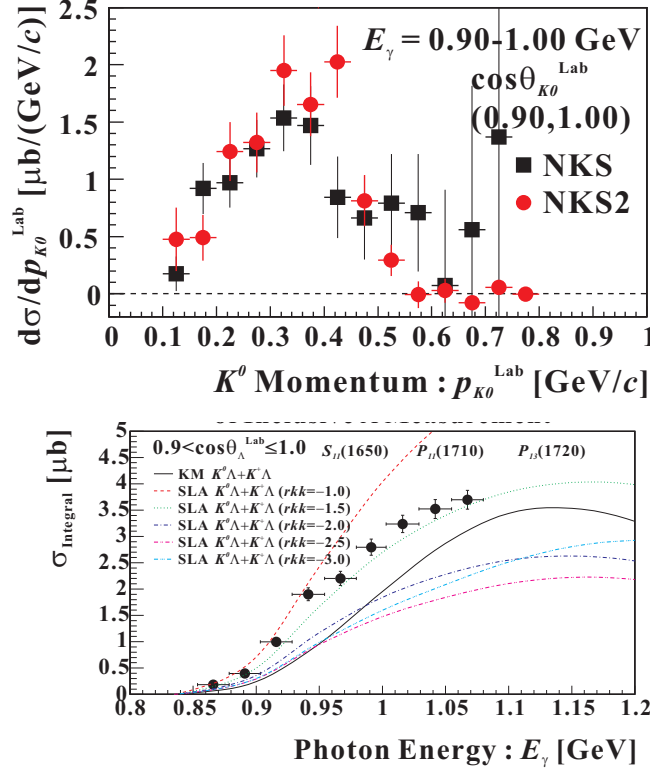 2.5
2
1.5
1
0.5
0
dσ/dp_K0^Lab [μb/(GeV/c)]
E_γ = 0.90-1.00 GeV
cosθ_K0^Lab
(0.90,1.00)
NKS
NKS2
0 0.1 0.2 0.3 0.4 0.5 0.6 0.7 0.8 0.9 1
K^0 Momentum : p_K0^Lab [GeV/c]
5
4.5
4
3.5
3
2.5
2
1.5
1
0.5
0
σ_Integral [μb]
0.9<cosθ_Λ^Lab≤1.0
S_11(1650) P_11(1710) P_13(1720)
KM K^0Λ+K^+Λ
SLA K^0Λ+K^+Λ (rkk=−1.0)
SLA K^0Λ+K^+Λ (rkk=−1.5)
SLA K^0Λ+K^+Λ (rkk=−2.0)
SLA K^0Λ+K^+Λ (rkk=−2.5)
SLA K^0Λ+K^+Λ (rkk=−3.0)
0.8 0.85 0.9 0.95 1 1.05 1.1 1.15 1.2
Photon Energy : E_γ [GeV]